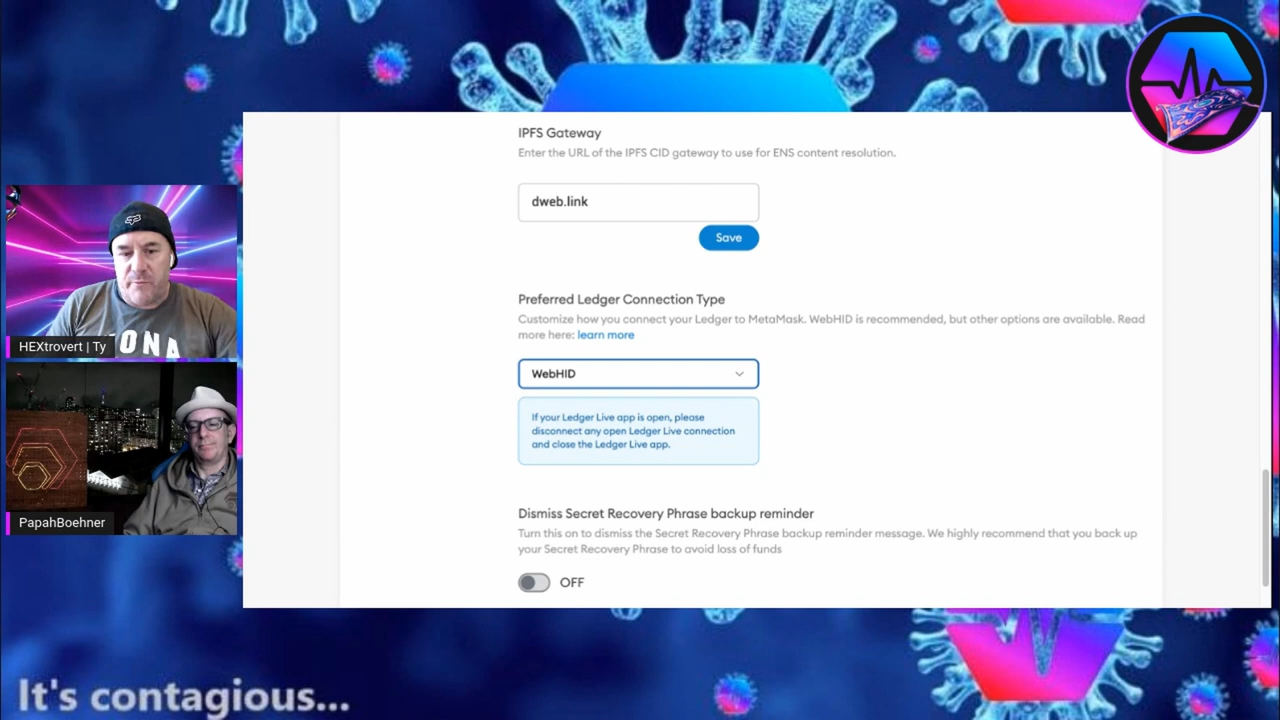 IPFS Gateway
Enter the URL of the IPFS CID gateway to use for ENS content resolution.
dweb.link
Save
Preferred Ledger Connection Type
Customize how you connect your Ledger to MetaMask. WebHID is recommended, but other options are available. Read
more here: learn more
WebHID
If your Ledger Live app is open, please
disconnect any open Ledger Live connection
and close the Ledger Live app.
Dismiss Secret Recovery Phrase backup reminder
Turn this on to dismiss the Secret Recovery Phrase backup reminder message. We highly recommend that you back up
your Secret Recovery Phrase to avoid loss of funds
OFF
ONA
HEXtrovert | Ty
PapahBoehner
It's contagious...